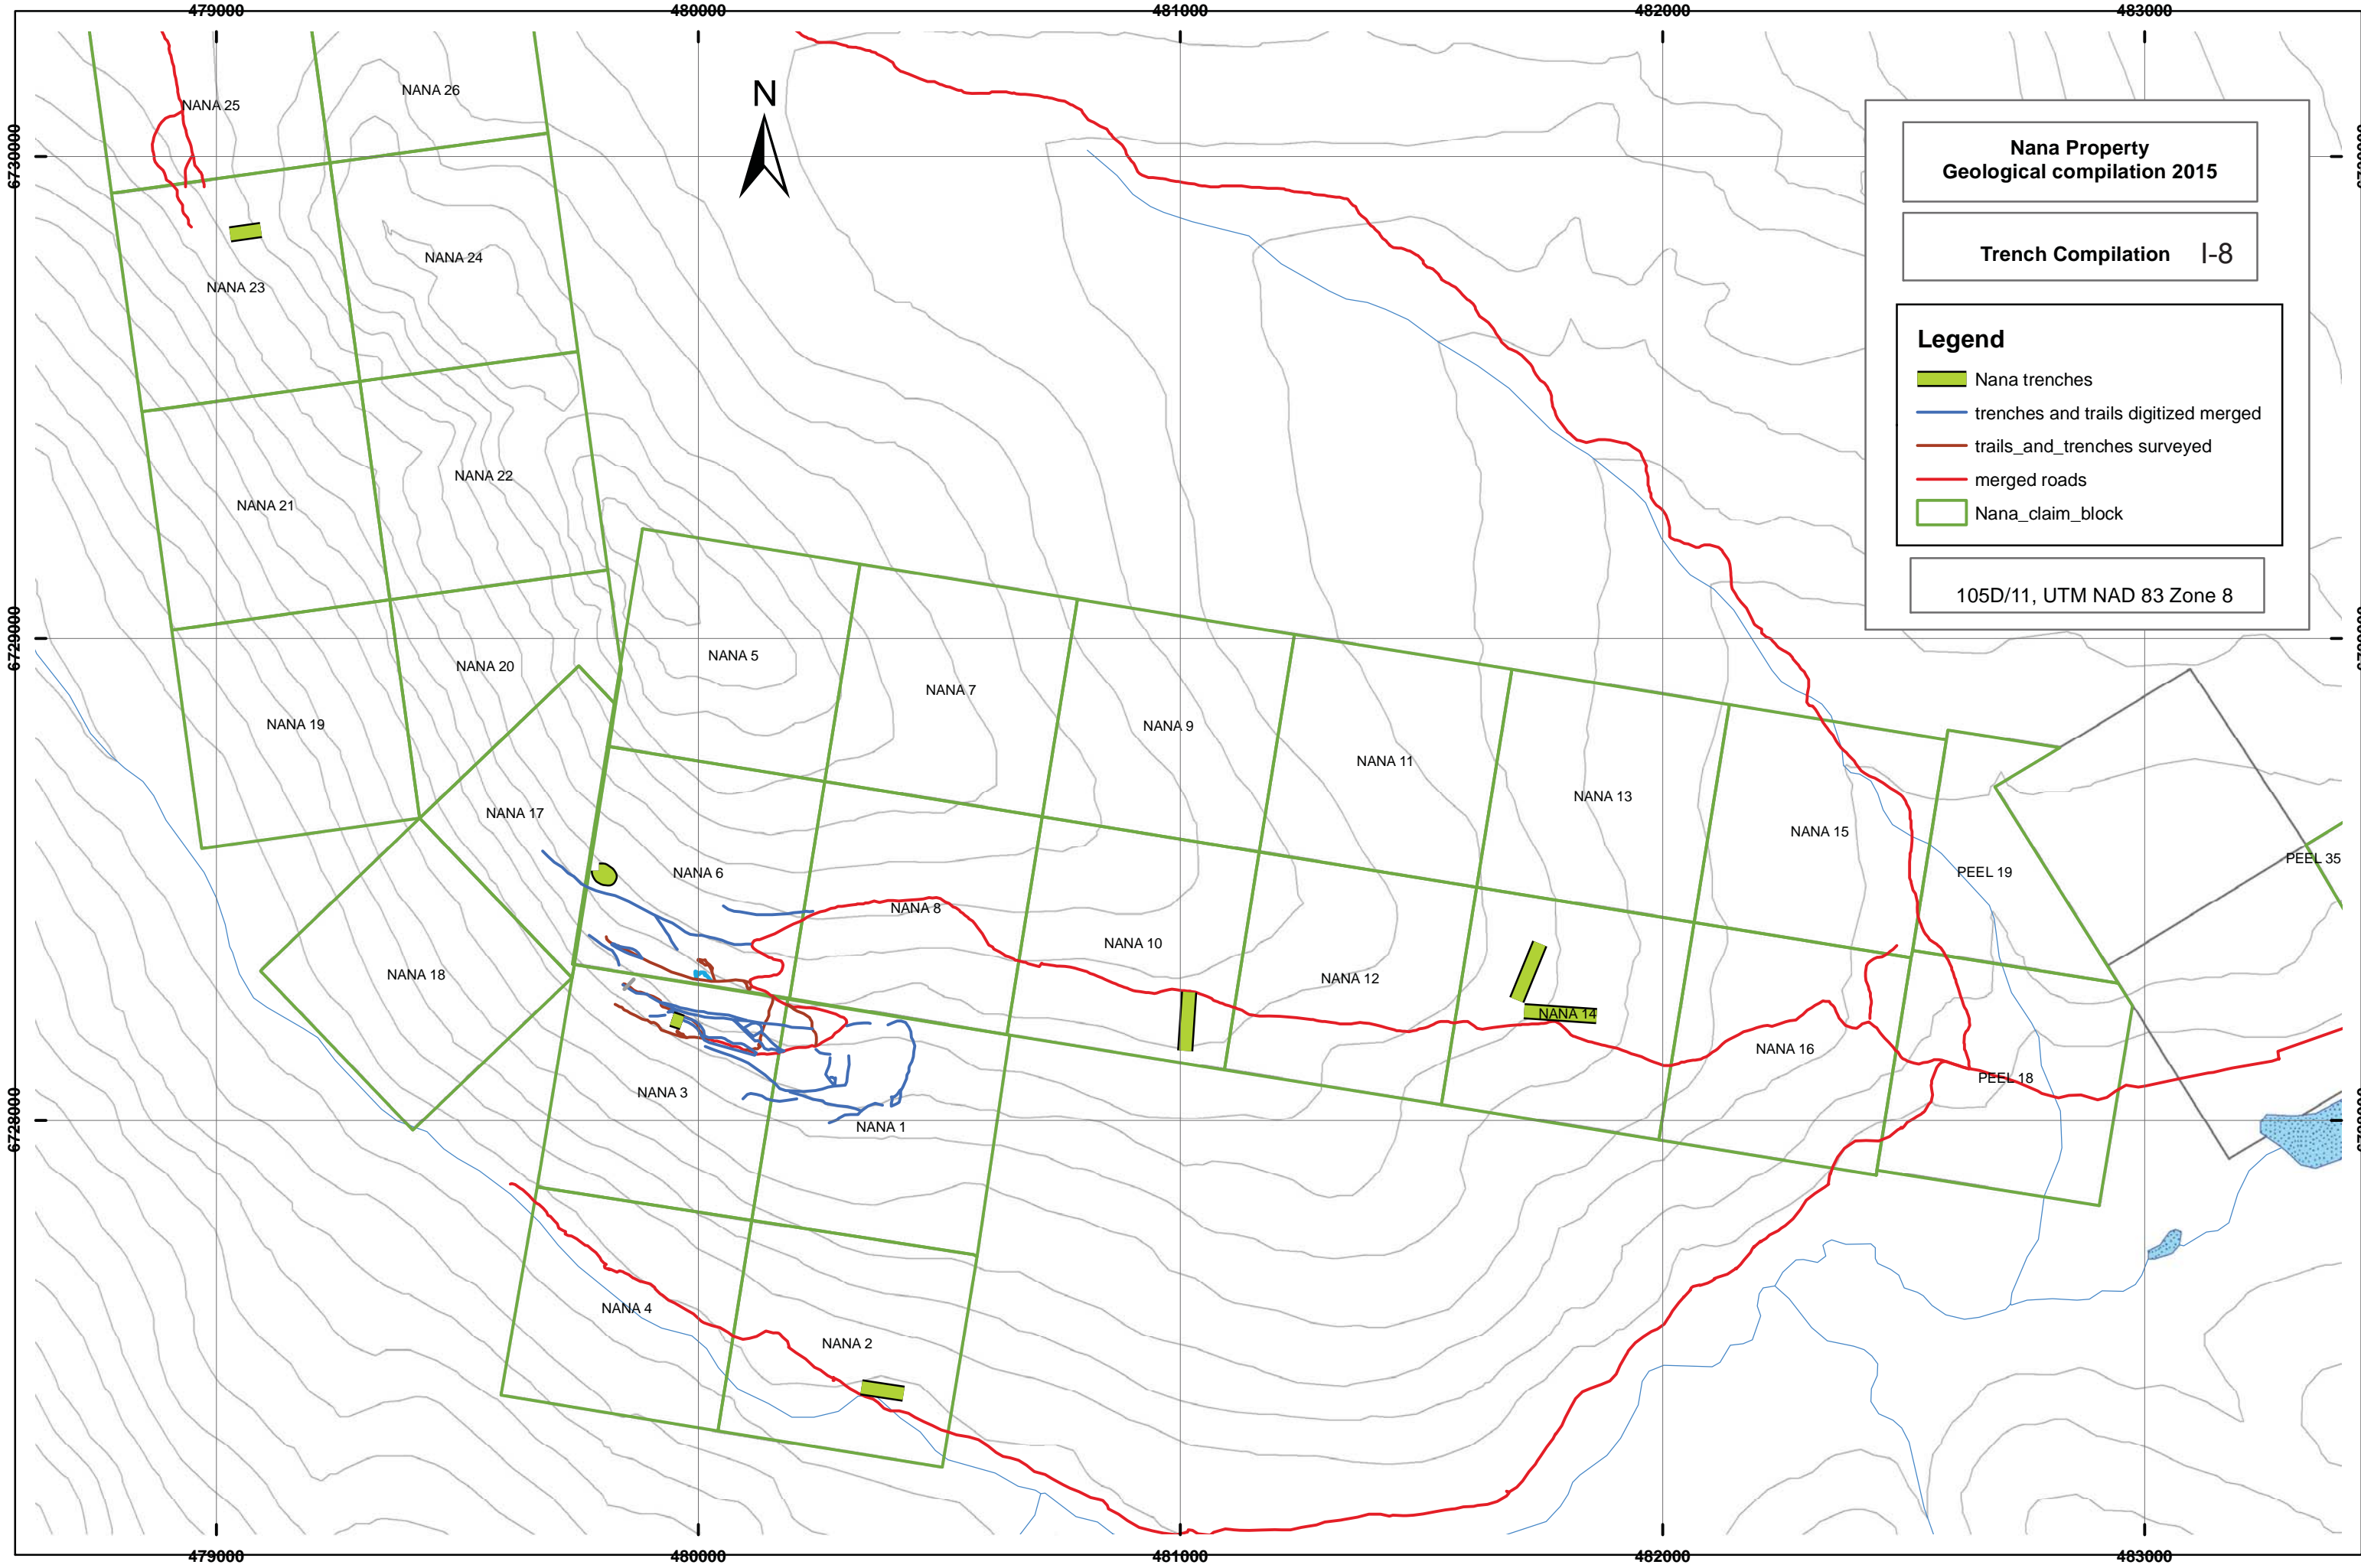 479000
480000
481000
482000
483000
N
NANA 26
NANA 25
6730000
Nana Property
Geological compilation 2015
Trench Compilation I-8
NANA 24
NANA 23
Legend
Nana trenches
trenches and trails digitized merged
trails_and_trenches surveyed
merged roads
Nana_claim_block
105D/11, UTM NAD 83 Zone 8
NANA 22
NANA 21
6729000
NANA 5
NANA 20
NANA 7
NANA 19
NANA 9
NANA 11
NANA 13
NANA 17
NANA 15
PEEL 35
NANA 6
PEEL 19
NANA 8
NANA 10
NANA 18
NANA 12
NANA 14
NANA 16
PEEL 18
NANA 3
6728000
NANA 1
NANA 4
NANA 2
479000
480000
481000
482000
483000